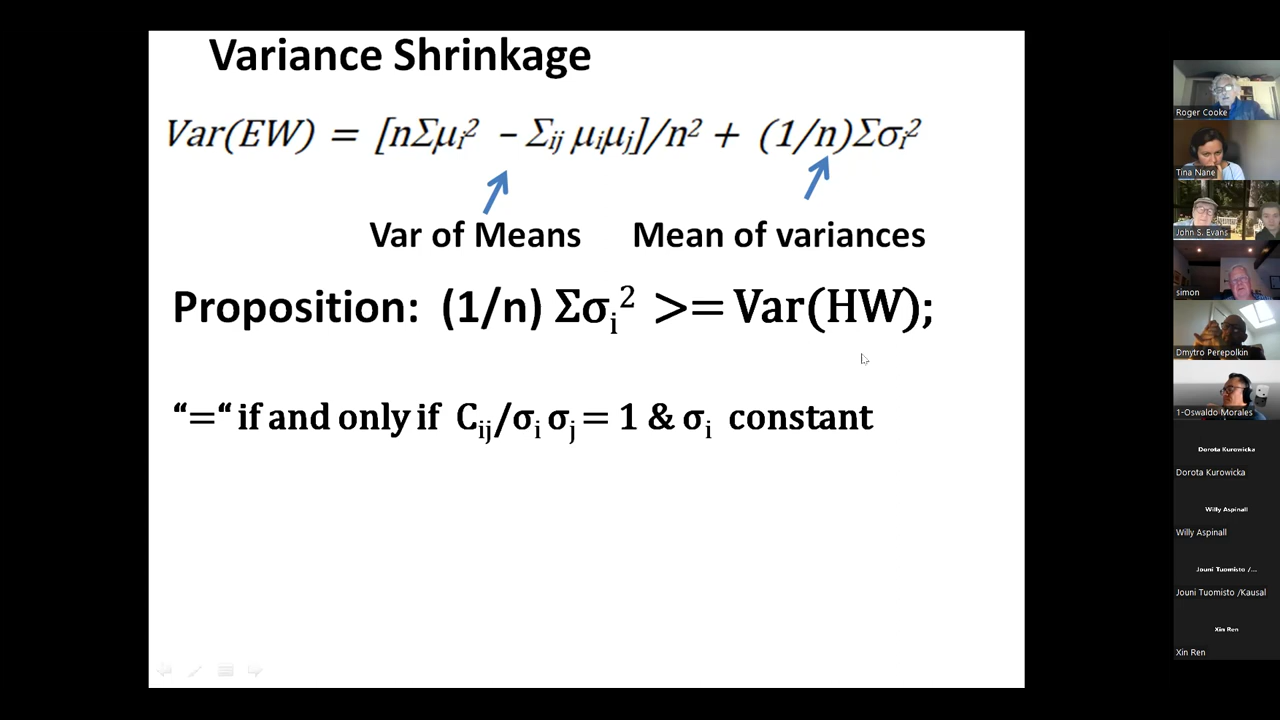 Variance Shrinkage
Var(EW) = [nΣμᵢ² – Σᵢⱼ μᵢμⱼ]/n² + (1/n)Σσᵢ²
Var of Means
Mean of variances
Proposition: (1/n) Σσᵢ² >= Var(HW);
“=“ if and only if Cᵢⱼ/σᵢ σⱼ = 1 & σᵢ constant
Roger Cooke
Tina Nane
John S. Evans
simon
Dmytro Perepolkin
1-Oswaldo Morales
Dorota Kurowicka
Dorota Kurowicka
Willy Aspinall
Willy Aspinall
Jouni Tuomisto /...
Jouni Tuomisto /Kausal
Xin Ren
Xin Ren